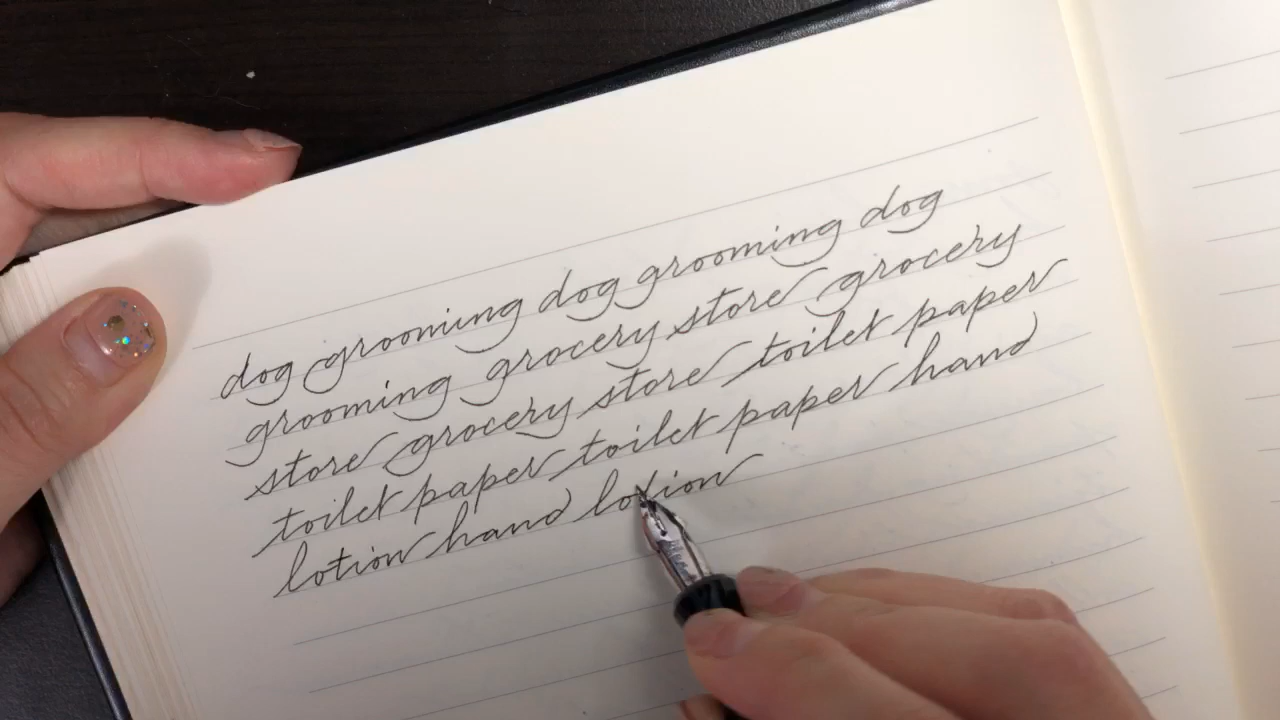 dog grooming dog grooming dog
grooming grocery store grocery
store grocery store toilet paper
toilet paper toilet paper hand
lotion hand lotion